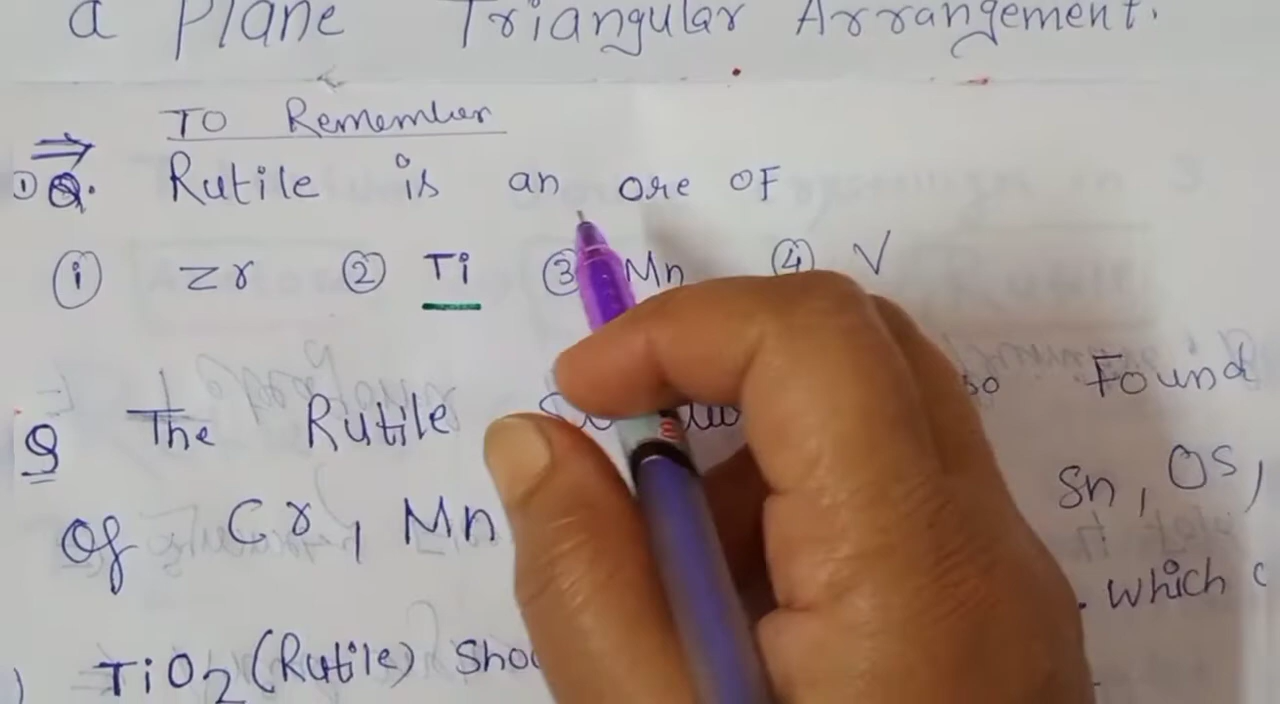 a Plane Triangular Arrangement.
TO Remember
① Q. Rutile is an ore OF
(i) Zr ② Ti ③ Mn ④ V
Q The Rutile Found
of Cr, Mn Sn, OS,
. which
) TiO2 (Rutile)